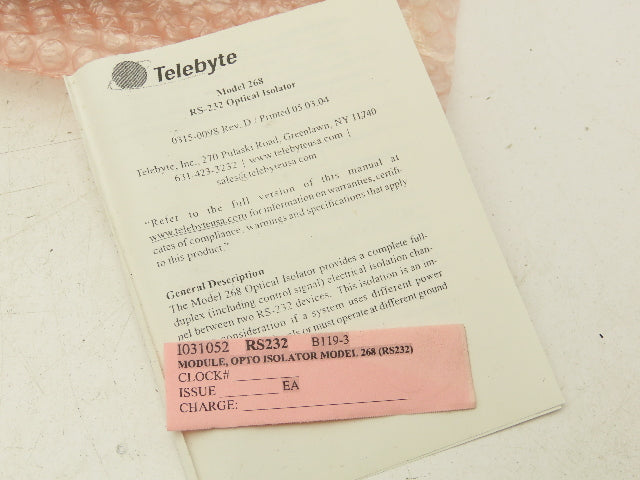 Telebyte
Model 268
RS-232 Optical Isolator
0315-0098 Rev. D / Printed 05.03.04
Telebyte, Inc., 270 Pulaski Road, Greenlawn, NY 11740
631-423-3232 | www.telebyteusa.com |
sales@telebyteusa.com
"Refer to the full version of this manual at
www.telebyteusa.com for information on warranties, certifi-
cates of compliance, warnings and specifications that apply
to this product."
General Description
The Model 268 Optical Isolator provides a complete full-
duplex (including control signal) electrical isolation chan-
nel between two RS-232 devices. This isolation is an im-
consideration if a system uses different power
or must operate at different ground
I031052 RS232 B119-3
MODULE, OPTO ISOLATOR MODEL 268 (RS232)
CLOCK#
ISSUE EA
CHARGE: